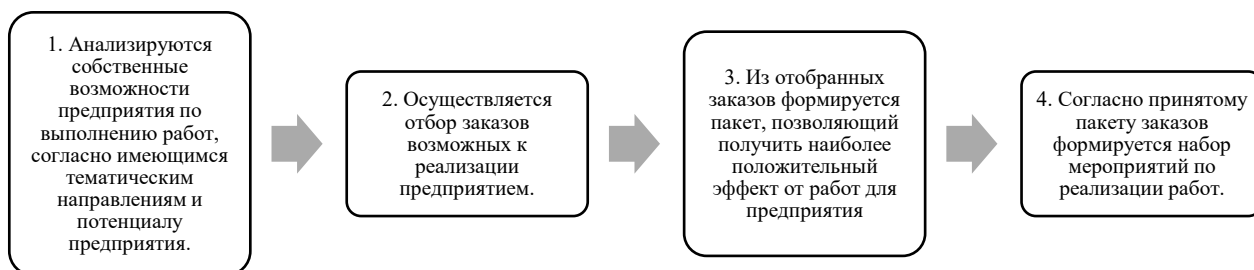 1. Анализируются
собственные
возможности
предприятия по
выполнению работ,
согласно имеющимся
тематическим
направлениям и
потенциалу
предприятия.
2. Осуществляется
отбор заказов
возможных к
реализации
предприятием.
3. Из отобранных
заказов формируется
пакет, позволяющий
получить наиболее
положительный
эффект от работ для
предприятия
4. Согласно принятому
пакету заказов
формируется набор
мероприятий по
реализации работ.